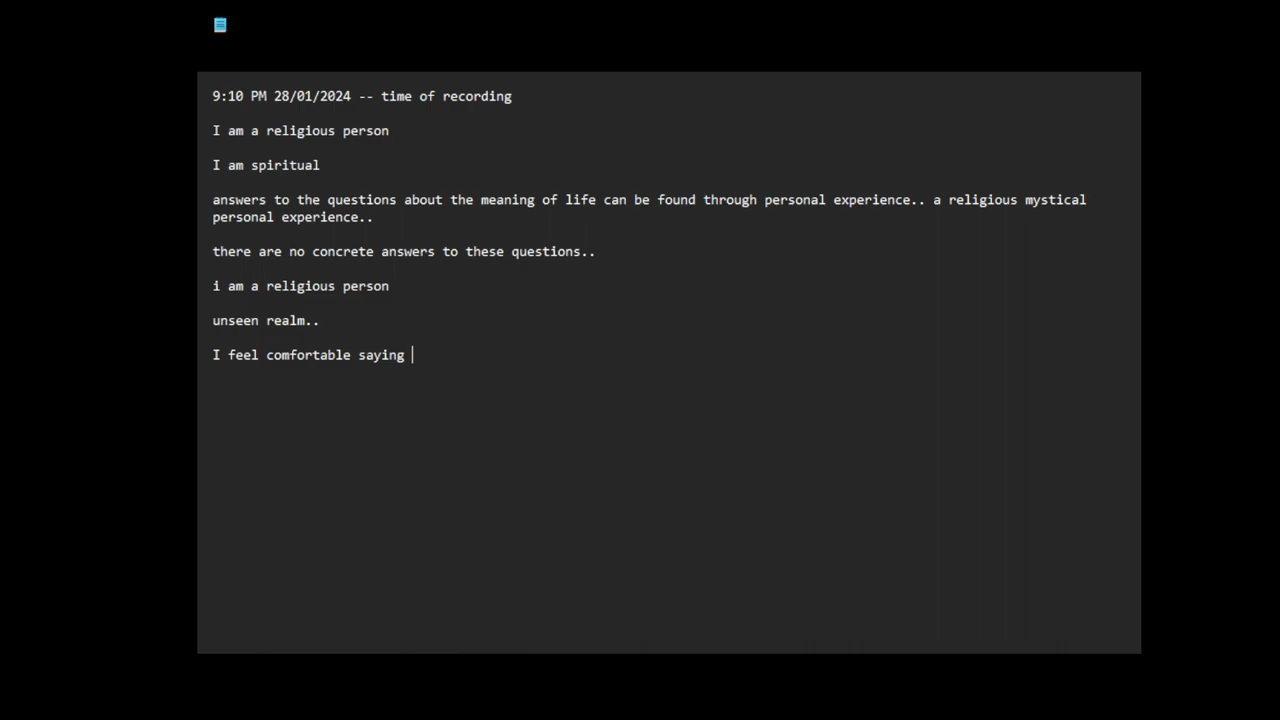 9:10 PM 28/01/2024 -- time of recording
I am a religious person
I am spiritual
answers to the questions about the meaning of life can be found through personal experience.. a religious mystical
personal experience..
there are no concrete answers to these questions..
i am a religious person
unseen realm..
I feel comfortable saying